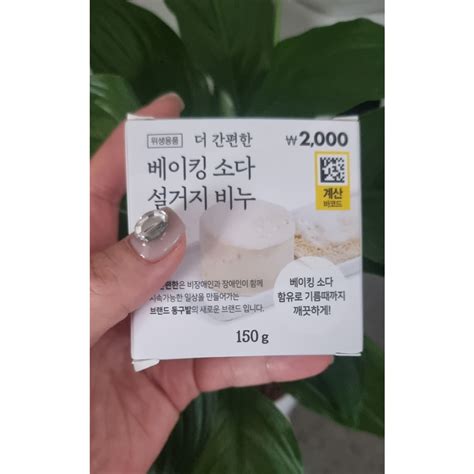 위생용품
더 간편한
₩2,000
베이킹 소다
설거지 비누
계산
바코드
간편한은 비장애인과 장애인이 함께
지속가능한 일상을 만들어가는
브랜드 동구밭의 새로운 브랜드 입니다.
베이킹 소다
함유로 기름때까지
깨끗하게!
150 g